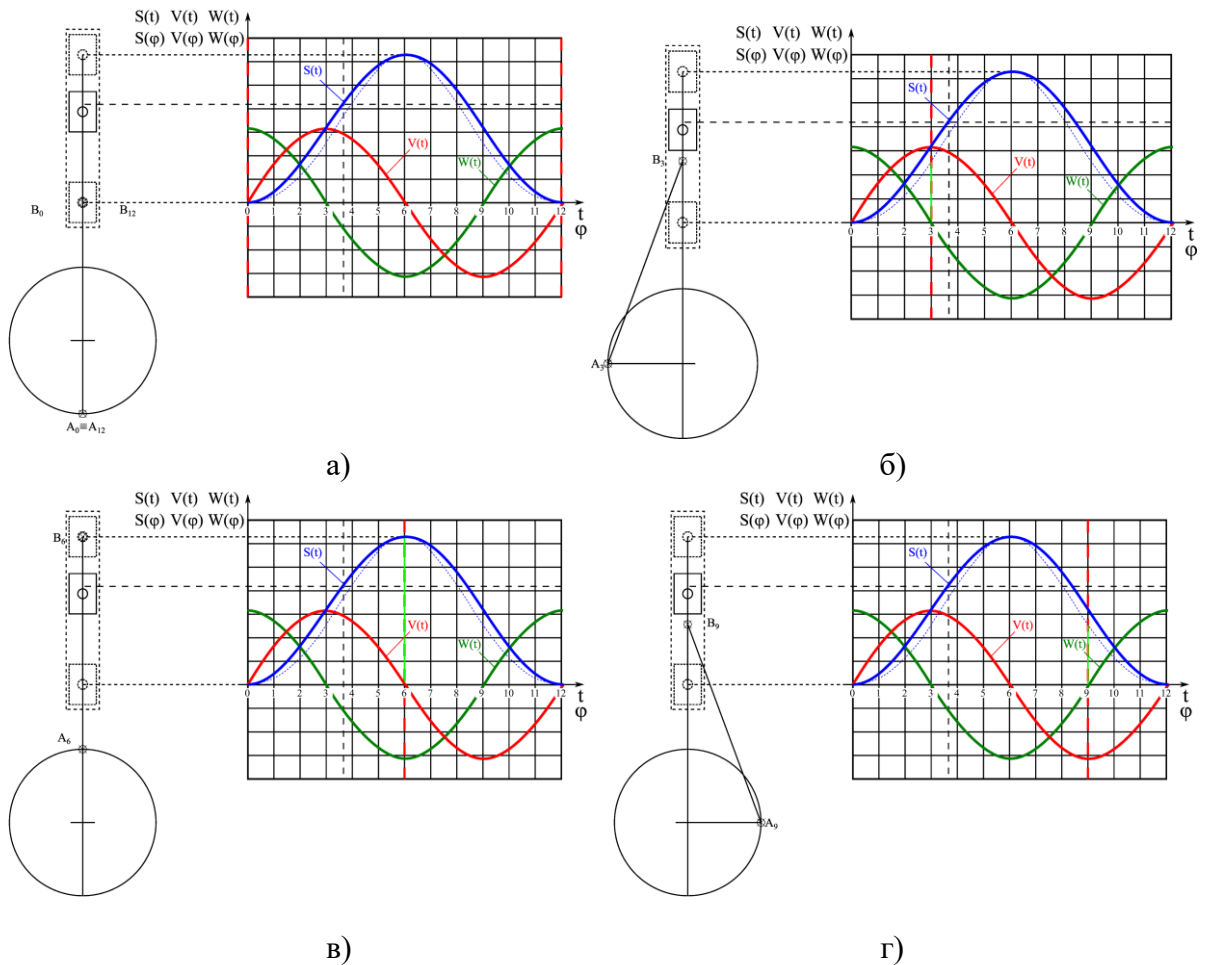 S(t) V(t) W(t)
S(φ) V(φ) W(φ)
S(t)
V(t)
W(t)
B₀ B₁₂
0 1 2 3 4 5 6 7 8 9 10 11 12
t
φ
A₀≡A₁₂
а)
S(t) V(t) W(t)
S(φ) V(φ) W(φ)
S(t)
B₃
V(t)
W(t)
0 1 2 3 4 5 6 7 8 9 10 11 12
t
φ
A₃
б)
S(t) V(t) W(t)
S(φ) V(φ) W(φ)
B₆
S(t)
V(t)
W(t)
0 1 2 3 4 5 6 7 8 9 10 11 12
t
φ
A₆
в)
S(t) V(t) W(t)
S(φ) V(φ) W(φ)
S(t)
B₉
V(t)
W(t)
0 1 2 3 4 5 6 7 8 9 10 11 12
t
φ
A₉
г)